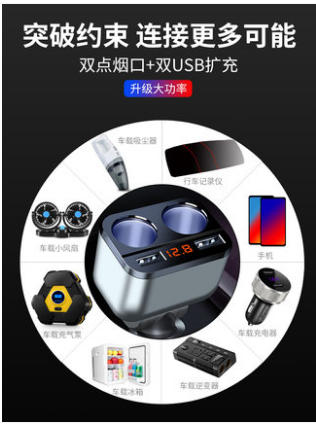 突破约束 连接更多可能
双点烟口+双USB扩充
升级大功率
车载吸尘器
行车记录仪
车载小风扇
12.8
手机
车载充气泵
车载充电器
车载冰箱
车载逆变器